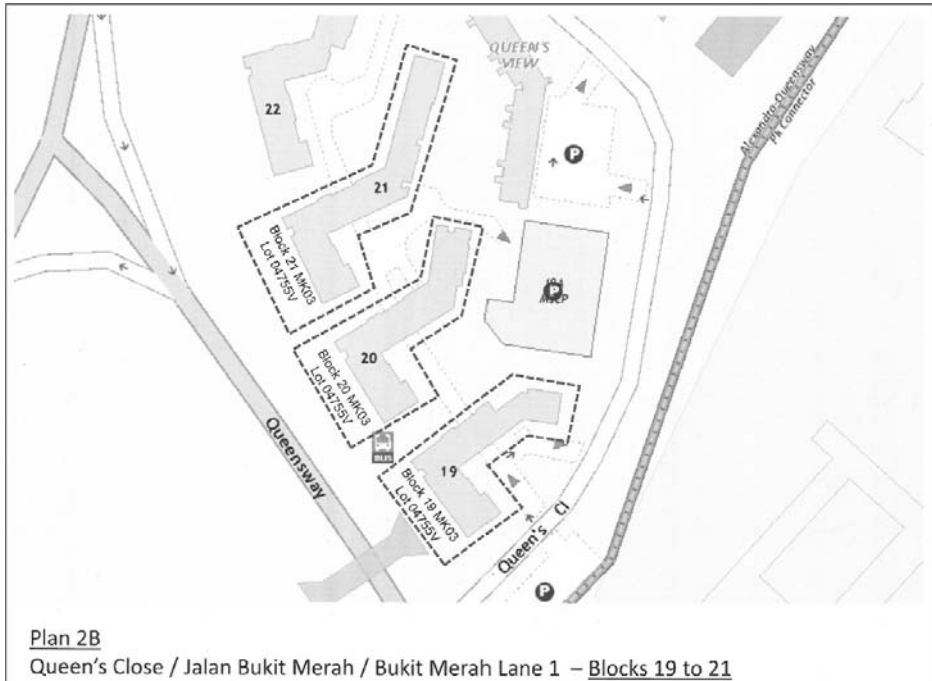 QUEEN'S
VIEW
22
21
Alexandra-Queensway
Pk Connector
P
Block 21 MK03
Lot 04755V
P
MSCP
20
Block 20 MK03
Lot 04755V
Queensway
BUS
19
Block 19 MK03
Lot 04755V
Queen's Cl
P
Plan 2B
Queen's Close / Jalan Bukit Merah / Bukit Merah Lane 1 – Blocks 19 to 21